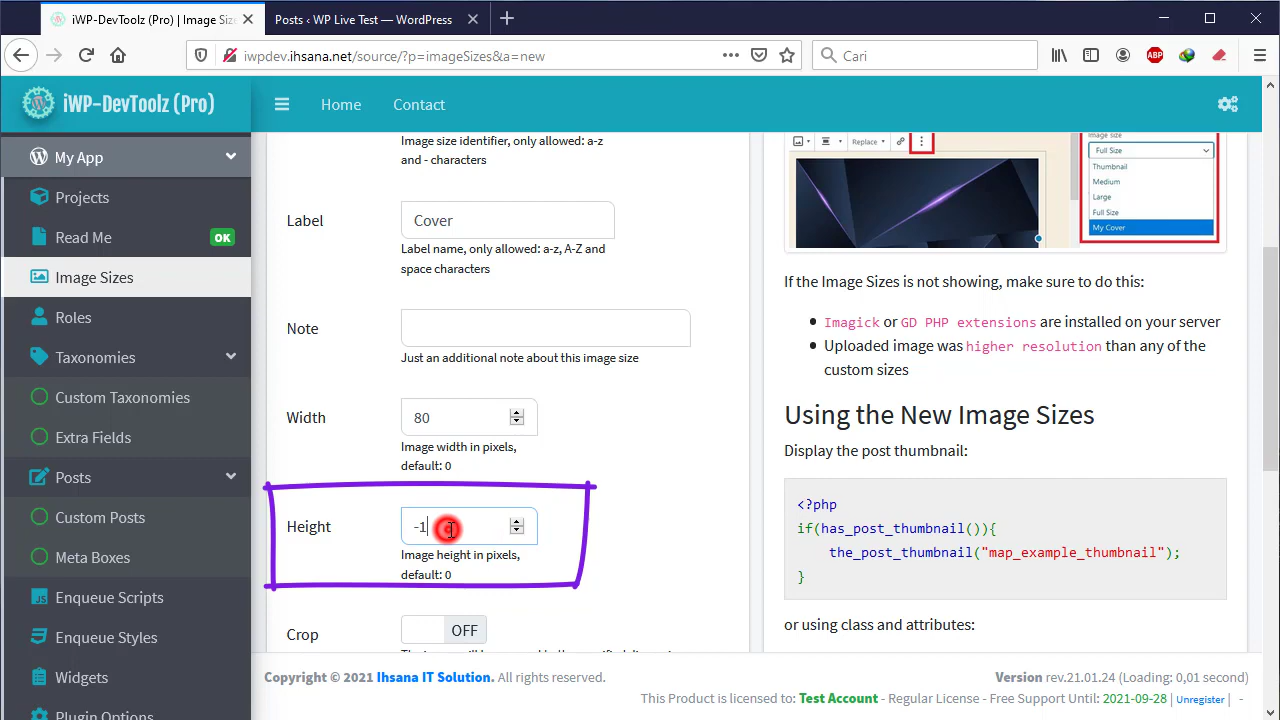 iWP-DevToolz (Pro) | Image Size
Posts ‹ WP Live Test — WordPress
iwpdev.ihsana.net/source/?p=imageSizes&a=new
Cari
ABP
iWP-DevToolz (Pro)
Home
Contact
My App
Projects
Read Me
OK
Image Sizes
Roles
Taxonomies
Custom Taxonomies
Extra Fields
Posts
Custom Posts
Meta Boxes
Enqueue Scripts
JS
Enqueue Styles
Widgets
Plugin Options
Image size identifier, only allowed: a-z
and - characters
Label
Cover
Label name, only allowed: a-z, A-Z and
space characters
Note
Just an additional note about this image size
Width
80
Image width in pixels,
default: 0
Height
-1
Image height in pixels,
default: 0
Crop
OFF
Replace
Image size
Full Size
Thumbnail
Medium
Large
Full Size
My Cover
If the Image Sizes is not showing, make sure to do this:
Imagick or GD PHP extensions are installed on your server
Uploaded image was higher resolution than any of the
custom sizes
Using the New Image Sizes
Display the post thumbnail:
<?php
if(has_post_thumbnail()){
the_post_thumbnail("map_example_thumbnail");
}
or using class and attributes:
Copyright © 2021 Ihsana IT Solution. All rights reserved.
Version rev.21.01.24 (Loading: 0,01 second)
This Product is licensed to: Test Account - Regular License - Free Support Until: 2021-09-28 | Unregister | -